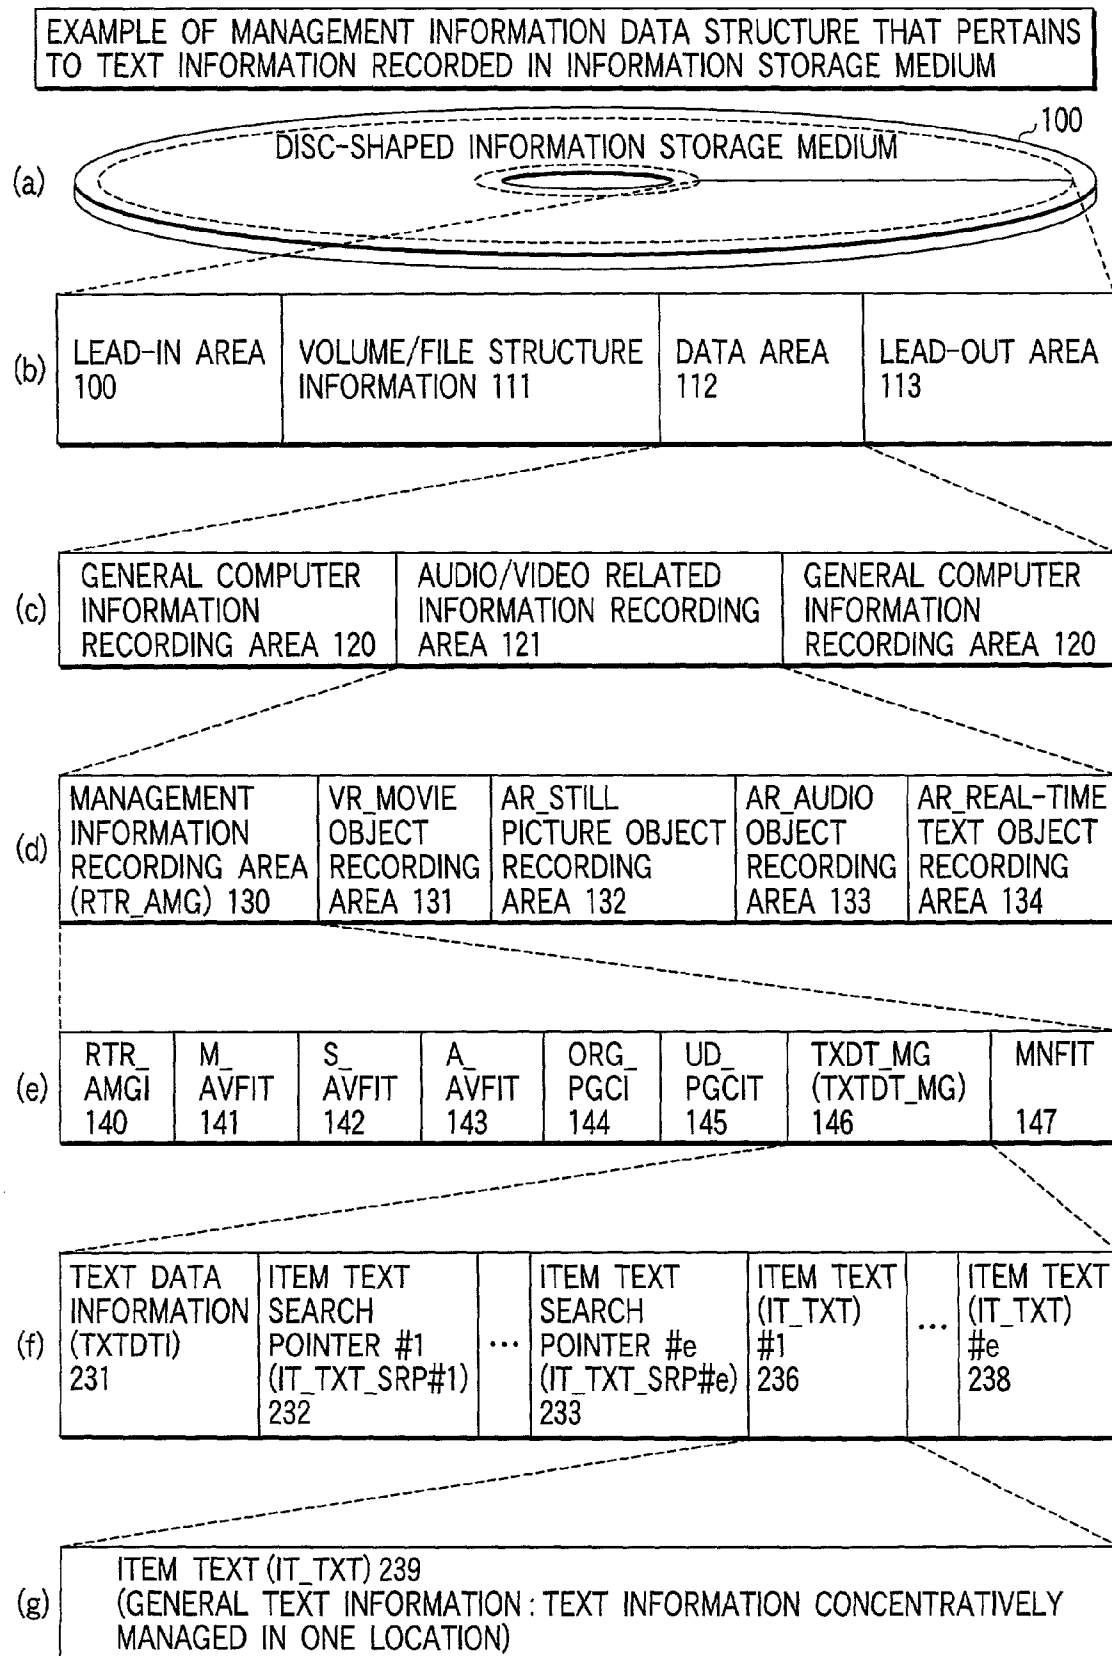 EXAMPLE OF MANAGEMENT INFORMATION DATA STRUCTURE THAT PERTAINS
TO TEXT INFORMATION RECORDED IN INFORMATION STORAGE MEDIUM
100
DISC-SHAPED INFORMATION STORAGE MEDIUM
(a)
(b)
LEAD-IN AREA
100
VOLUME/FILE STRUCTURE
INFORMATION 111
DATA AREA
112
LEAD-OUT AREA
113
(c)
GENERAL COMPUTER
INFORMATION
RECORDING AREA 120
AUDIO/VIDEO RELATED
INFORMATION RECORDING
AREA 121
GENERAL COMPUTER
INFORMATION
RECORDING AREA 120
(d)
MANAGEMENT
INFORMATION
RECORDING AREA
(RTR_AMG) 130
VR_MOVIE
OBJECT
RECORDING
AREA 131
AR_STILL
PICTURE OBJECT
RECORDING
AREA 132
AR_AUDIO
OBJECT
RECORDING
AREA 133
AR_REAL-TIME
TEXT OBJECT
RECORDING
AREA 134
(e)
RTR_
AMGI
140
M_
AVFIT
141
S_
AVFIT
142
A_
AVFIT
143
ORG_
PGCI
144
UD_
PGCIT
145
TXDT_MG
(TXTDT_MG)
146
MNFIT
147
(f)
TEXT DATA
INFORMATION
(TXTDTI)
231
ITEM TEXT
SEARCH
POINTER #1
(IT_TXT_SRP#1)
232
...
ITEM TEXT
SEARCH
POINTER #e
(IT_TXT_SRP#e)
233
ITEM TEXT
(IT_TXT)
#1
236
...
ITEM TEXT
(IT_TXT)
#e
238
(g)
ITEM TEXT (IT_TXT) 239
(GENERAL TEXT INFORMATION : TEXT INFORMATION CONCENTRATIVELY
MANAGED IN ONE LOCATION)